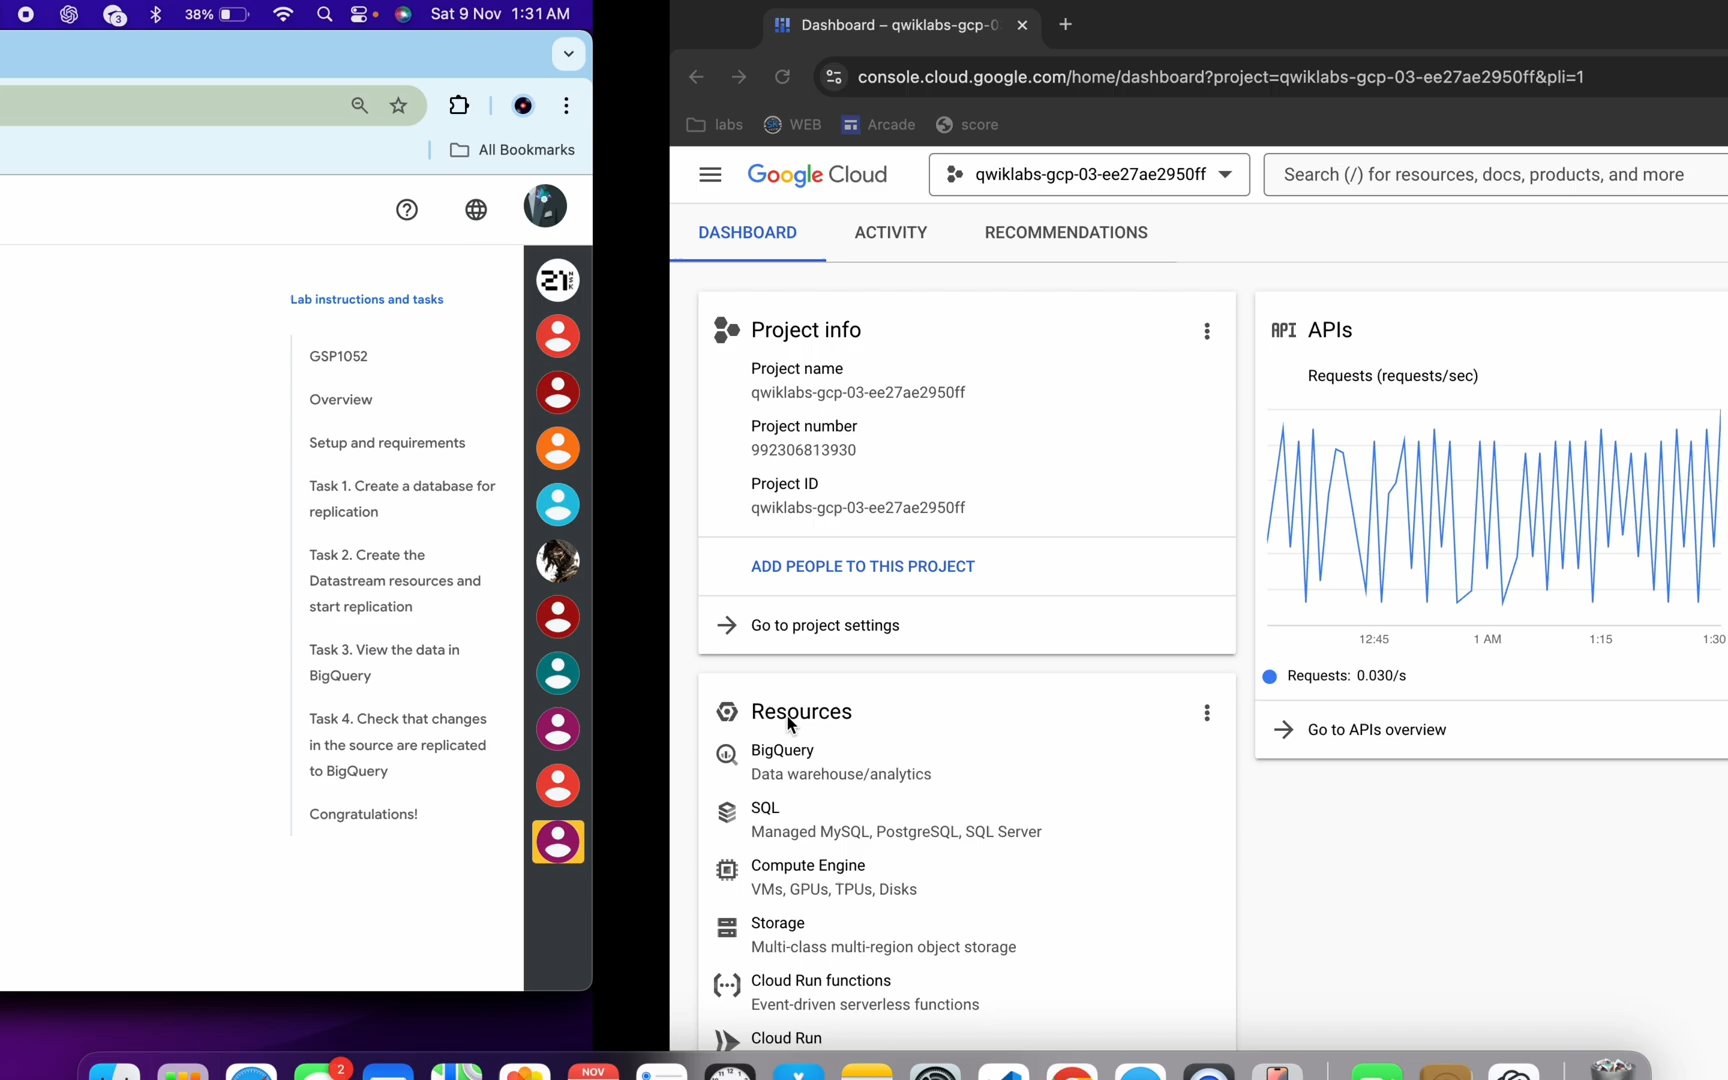 3
38%
Sat 9 Nov 1:31 AM
All Bookmarks
Lab instructions and tasks
GSP1052
Overview
Setup and requirements
Task 1. Create a database for
replication
Task 2. Create the
Datastream resources and
start replication
Task 3. View the data in
BigQuery
Task 4. Check that changes
in the source are replicated
to BigQuery
Congratulations!
21
Dashboard – qwiklabs-gcp-0
console.cloud.google.com/home/dashboard?project=qwiklabs-gcp-03-ee27ae2950ff&pli=1
labs
WEB
Arcade
score
Google Cloud
qwiklabs-gcp-03-ee27ae2950ff
Search (/) for resources, docs, products, and more
DASHBOARD
ACTIVITY
RECOMMENDATIONS
Project info
Project name
qwiklabs-gcp-03-ee27ae2950ff
Project number
992306813930
Project ID
qwiklabs-gcp-03-ee27ae2950ff
ADD PEOPLE TO THIS PROJECT
Go to project settings
Resources
BigQuery
Data warehouse/analytics
SQL
Managed MySQL, PostgreSQL, SQL Server
Compute Engine
VMs, GPUs, TPUs, Disks
Storage
Multi-class multi-region object storage
Cloud Run functions
Event-driven serverless functions
Cloud Run
API APIs
Requests (requests/sec)
12:45
1 AM
1:15
1:30
Requests: 0.030/s
Go to APIs overview
2
NOV